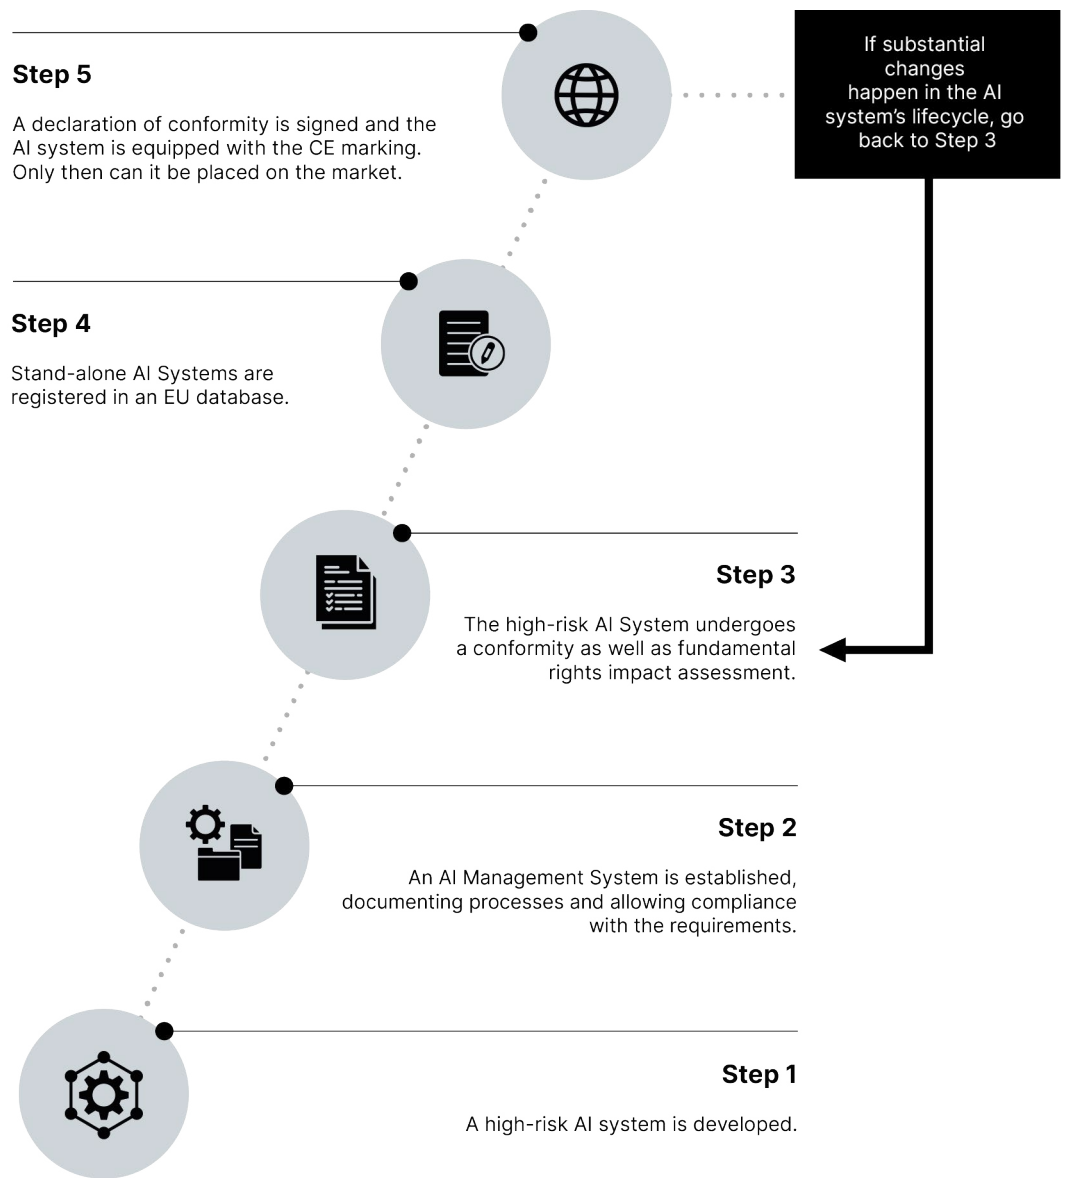 Step 5
A declaration of conformity is signed and the
AI system is equipped with the CE marking.
Only then can it be placed on the market.
If substantial
changes
happen in the AI
system's lifecycle, go
back to Step 3
Step 4
Stand-alone AI Systems are
registered in an EU database.
Step 3
The high-risk AI System undergoes
a conformity as well as fundamental
rights impact assessment.
Step 2
An AI Management System is established,
documenting processes and allowing compliance
with the requirements.
Step 1
A high-risk AI system is developed.